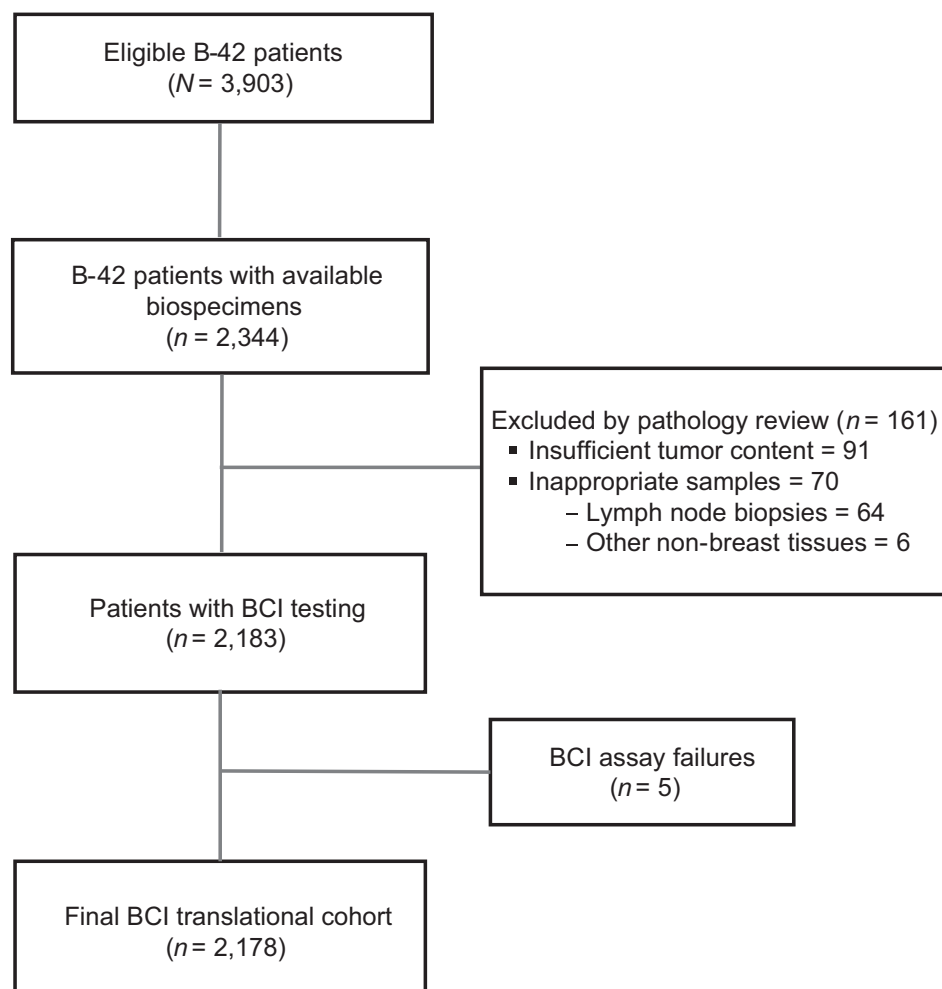 Eligible B-42 patients
(N = 3,903)
B-42 patients with available
biospecimens
(n = 2,344)
Excluded by pathology review (n = 161)
▪ Insufficient tumor content = 91
▪ Inappropriate samples = 70
– Lymph node biopsies = 64
– Other non-breast tissues = 6
Patients with BCI testing
(n = 2,183)
BCI assay failures
(n = 5)
Final BCI translational cohort
(n = 2,178)